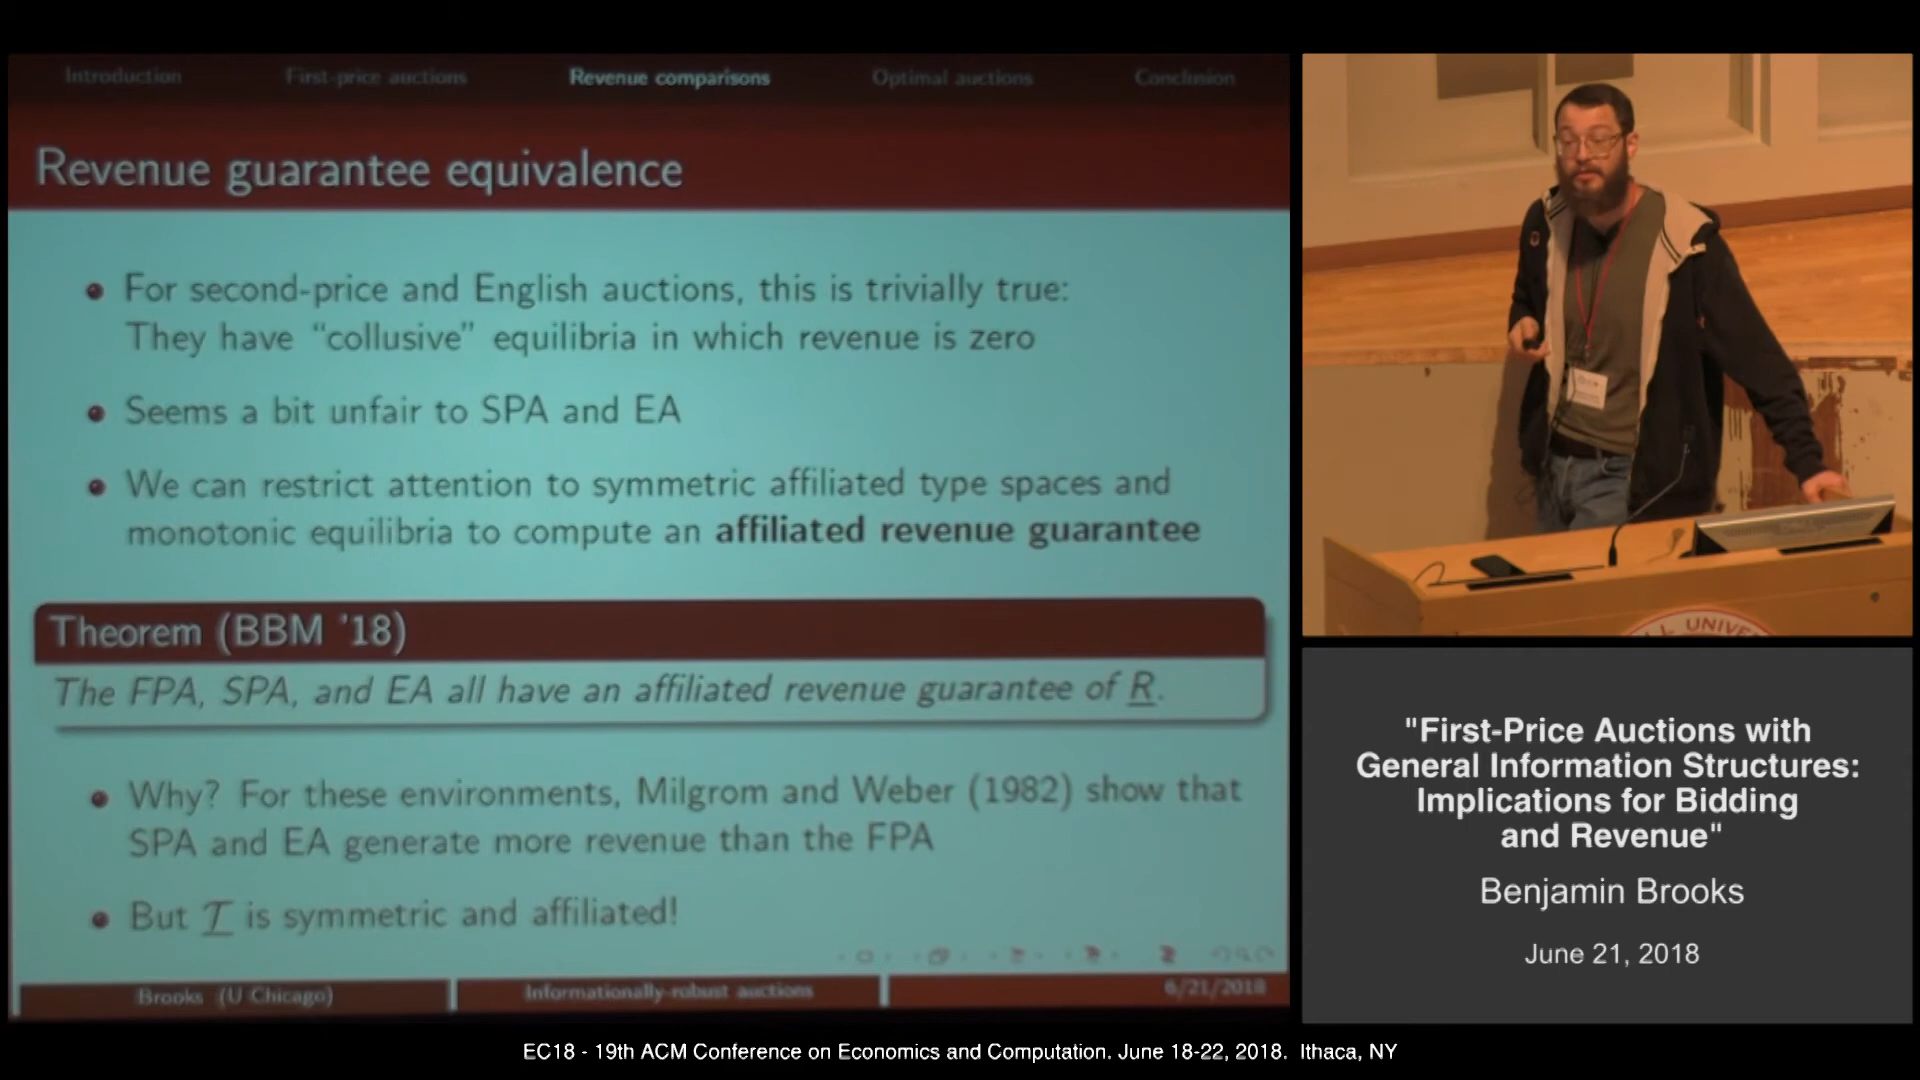 Introduction First-price auctions Revenue comparisons Optimal auctions Conclusion
Revenue guarantee equivalence
• For second-price and English auctions, this is trivially true:
They have “collusive” equilibria in which revenue is zero
• Seems a bit unfair to SPA and EA
• We can restrict attention to symmetric affiliated type spaces and
monotonic equilibria to compute an affiliated revenue guarantee
Theorem (BBM '18)
The FPA, SPA, and EA all have an affiliated revenue guarantee of R.
• Why? For these environments, Milgrom and Weber (1982) show that
SPA and EA generate more revenue than the FPA
• But T is symmetric and affiliated!
Brooks (U Chicago) Informationally-robust auctions 6/21/2018
L UNIVE
"First-Price Auctions with
General Information Structures:
Implications for Bidding
and Revenue"
Benjamin Brooks
June 21, 2018
EC18 - 19th ACM Conference on Economics and Computation. June 18-22, 2018. Ithaca, NY